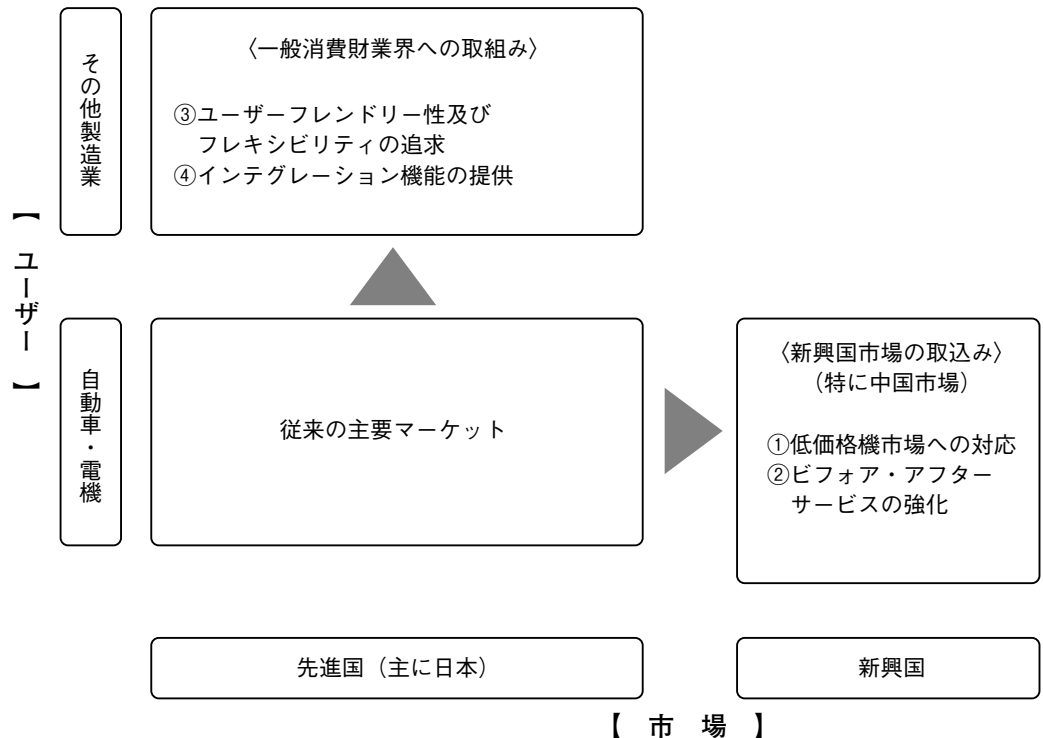 その他製造業
〈一般消費財業界への取組み〉
③ユーザーフレンドリー性及び
フレキシビリティの追求
④インテグレーション機能の提供
【 ユーザー 】
自動車・電機
従来の主要マーケット
〈新興国市場の取込み〉
（特に中国市場）
①低価格機市場への対応
②ビフォア・アフター
サービスの強化
先進国（主に日本）
新興国
【 市 場 】